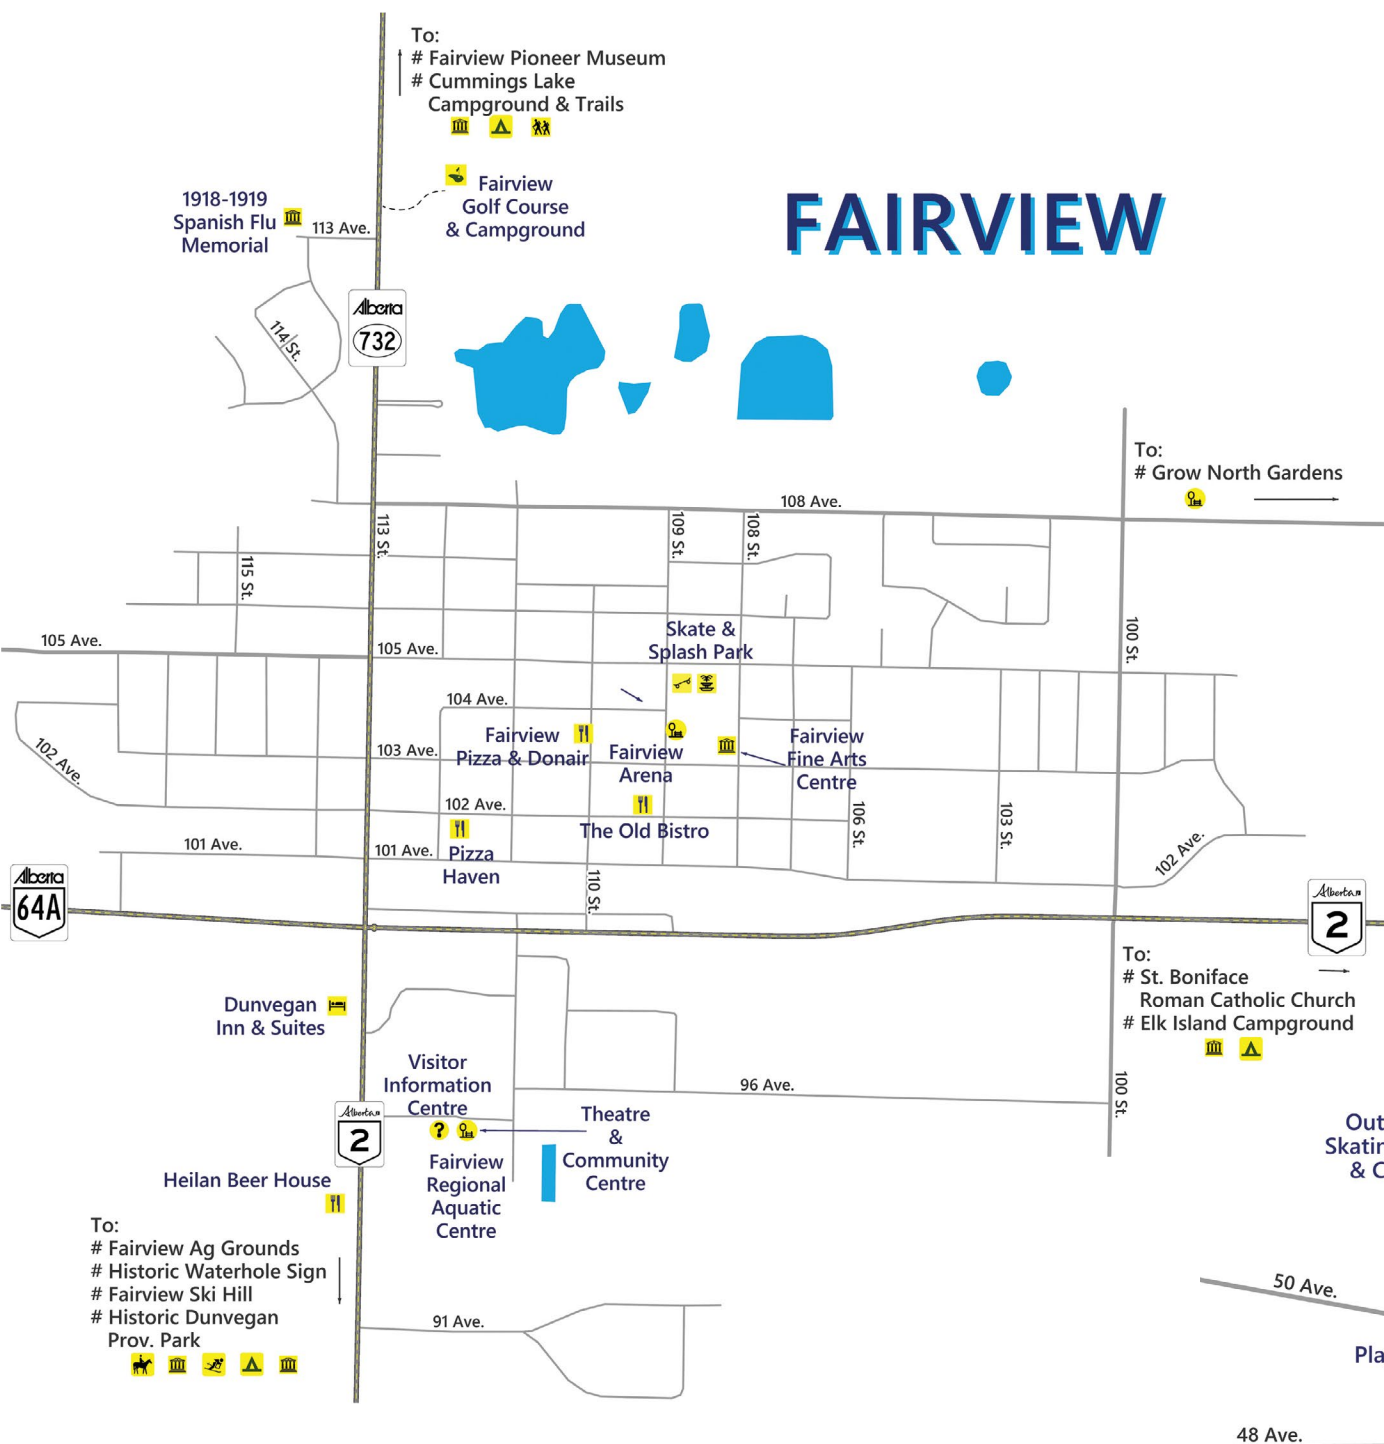 To:
# Fairview Pioneer Museum
# Cummings Lake
Campground & Trails
Fairview
Golf Course
& Campground
1918-1919
Spanish Flu
Memorial
113 Ave.
FAIRVIEW
Alberta
732
114 St.
To:
# Grow North Gardens
108 Ave.
113 St.
109 St.
108 St.
115 St.
100 St.
105 Ave.
105 Ave.
Skate &
Splash Park
104 Ave.
Fairview
Pizza & Donair
103 Ave.
102 Ave.
Fairview
Arena
Fairview
Fine Arts
Centre
102 Ave.
The Old Bistro
106 St.
103 St.
102 Ave.
101 Ave.
101 Ave.
Pizza
Haven
110 St.
Alberta
64A
Alberta
2
To:
# St. Boniface
Roman Catholic Church
# Elk Island Campground
Dunvegan
Inn & Suites
Visitor
Information
Centre
?
96 Ave.
100 St.
Theatre
&
Community
Centre
Alberta
2
Fairview
Regional
Aquatic
Centre
Heilan Beer House
To:
# Fairview Ag Grounds
# Historic Waterhole Sign
# Fairview Ski Hill
# Historic Dunvegan
Prov. Park
91 Ave.
Out
Skatin
& C
50 Ave.
Pla
48 Ave.